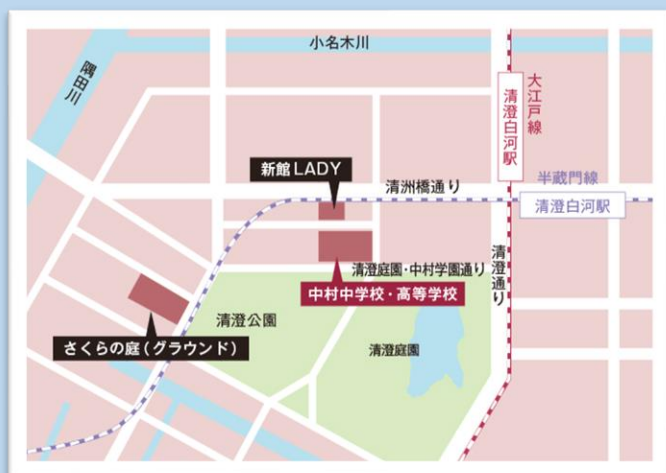 小名木川
隅田川
大江戸線
清澄白河駅
新館 LADY
清洲橋通り
半蔵門線
清澄白河駅
清澄庭園・中村学園通り
清澄通り
中村中学校・高等学校
清澄公園
さくらの庭(グラウンド)
清澄庭園